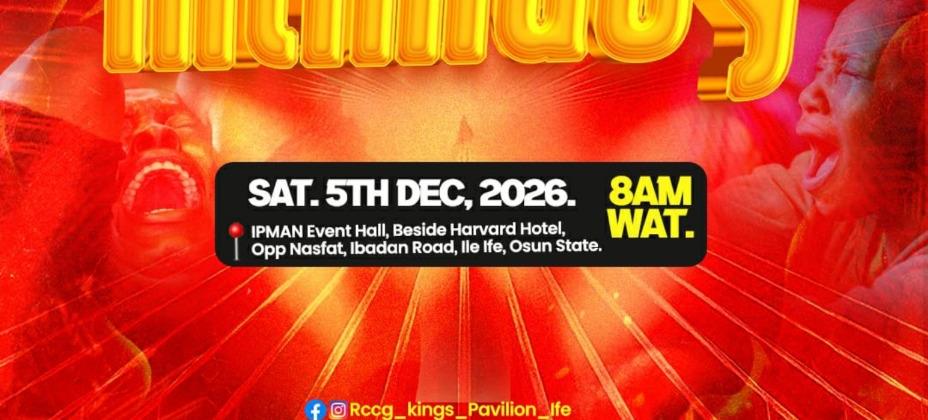 SAT. 5TH DEC, 2026.
8AM
WAT.
IPMAN Event Hall, Beside Harvard Hotel,
Opp Nasfat, Ibadan Road, Ile Ife, Osun State.
Rccg_kings_Pavilion_Ife